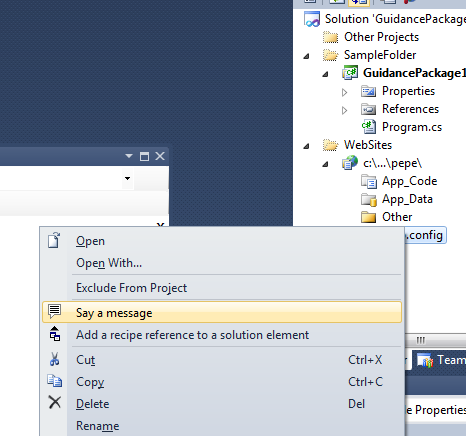 Solution 'GuidancePackage
Other Projects
SampleFolder
GuidancePackage1
Properties
References
Program.cs
WebSites
c:\...\pepe\
App_Code
App_Data
Other
.config
Open
Open With...
Exclude From Project
Say a message
Add a recipe reference to a solution element
Cut Ctrl+X
Copy Ctrl+C
Delete Del
Rename
Team
e Properties